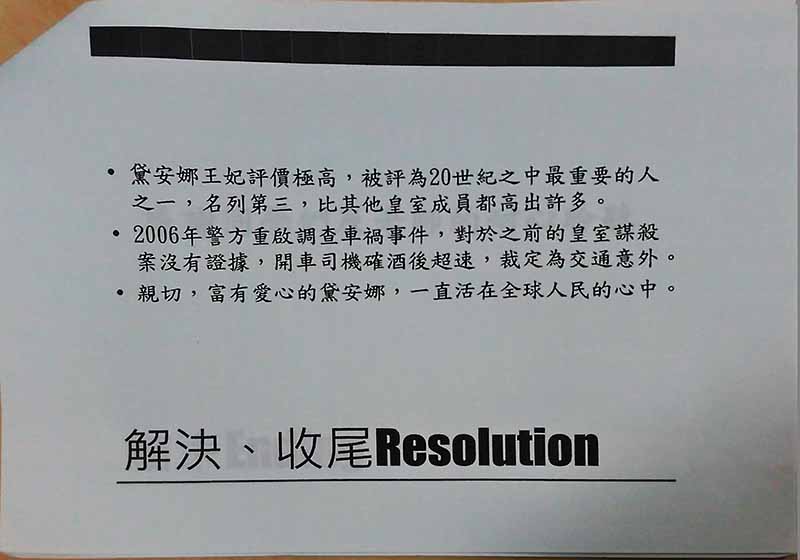 • 黛安娜王妃評價極高，被評為20世紀之中最重要的人
之一，名列第三，比其他皇室成員都高出許多。
• 2006年警方重啟調查車禍事件，對於之前的皇室謀殺
案沒有證據，開車司機確酒後超速，裁定為交通意外。
• 親切，富有愛心的黛安娜，一直活在全球人民的心中。
解決、收尾Resolution